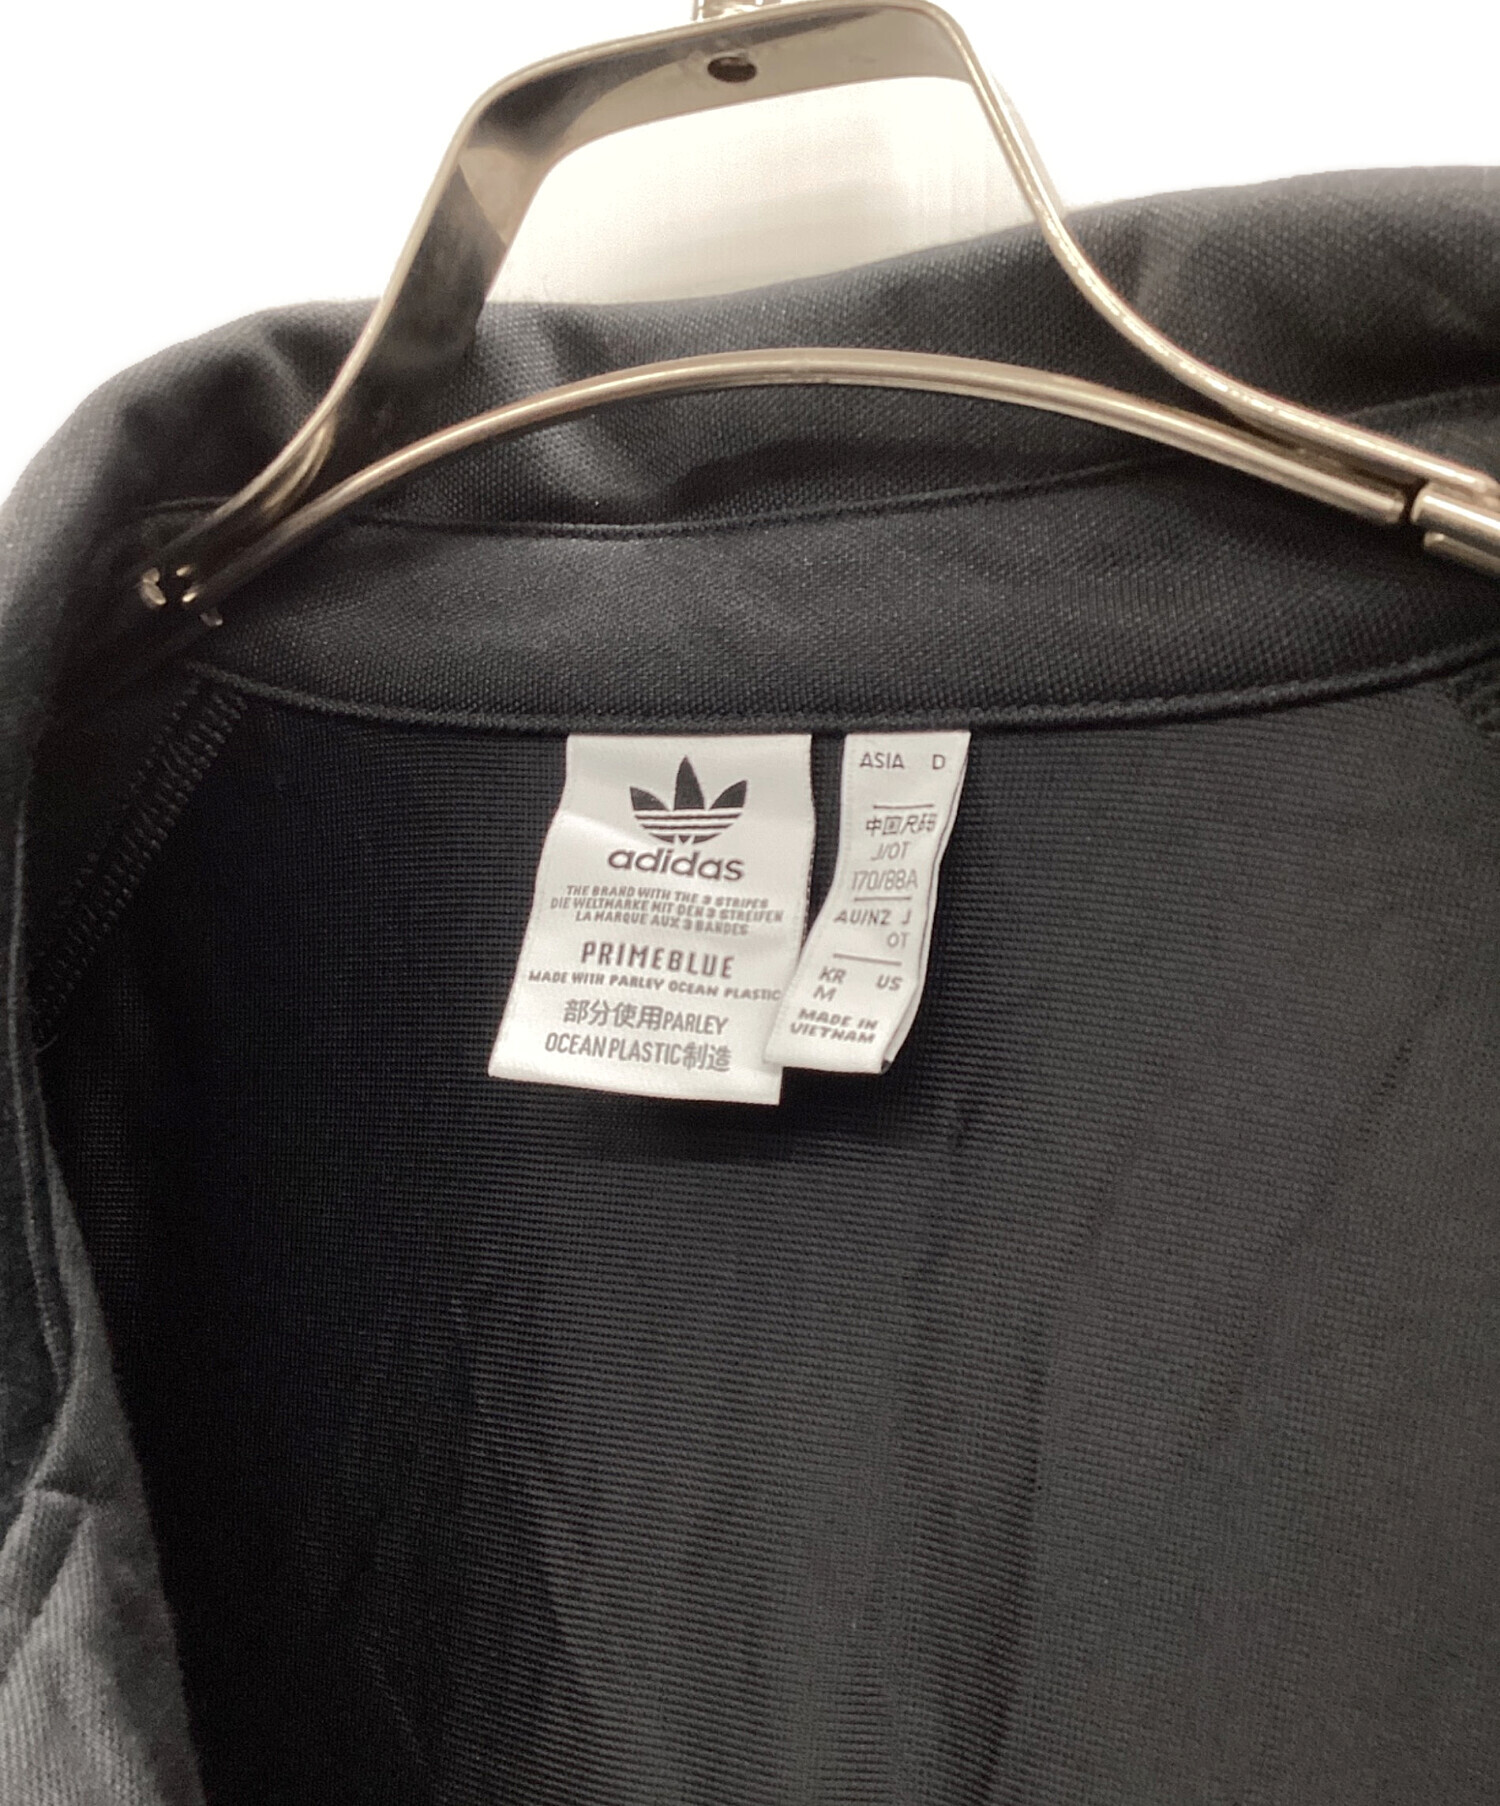 adidas
THE BRAND WITH THE 3 STRIPES
DIE WELTMARKE MIT DEN 3 STREIFEN
LA MARQUE AUX 3 BANDES
PRIMEBLUE
MADE WITH PARLEY OCEAN PLASTIC
部分使用PARLEY
OCEAN PLASTIC制造
ASIA D
中国尺码
J/OT
170/88A
AU/NZ J
OT
KR US
M
MADE IN
VIETNAM